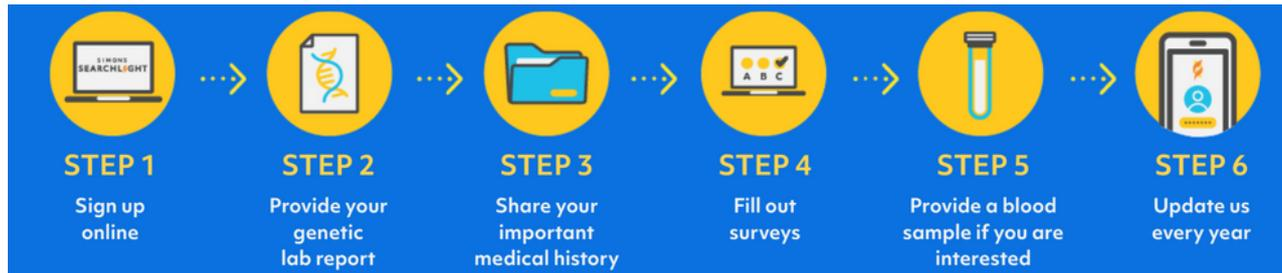 SIMONS
SEARCHLIGHT
A B C
STEP 1
Sign up
online
STEP 2
Provide your
genetic
lab report
STEP 3
Share your
important
medical history
STEP 4
Fill out
surveys
STEP 5
Provide a blood
sample if you are
interested
STEP 6
Update us
every year